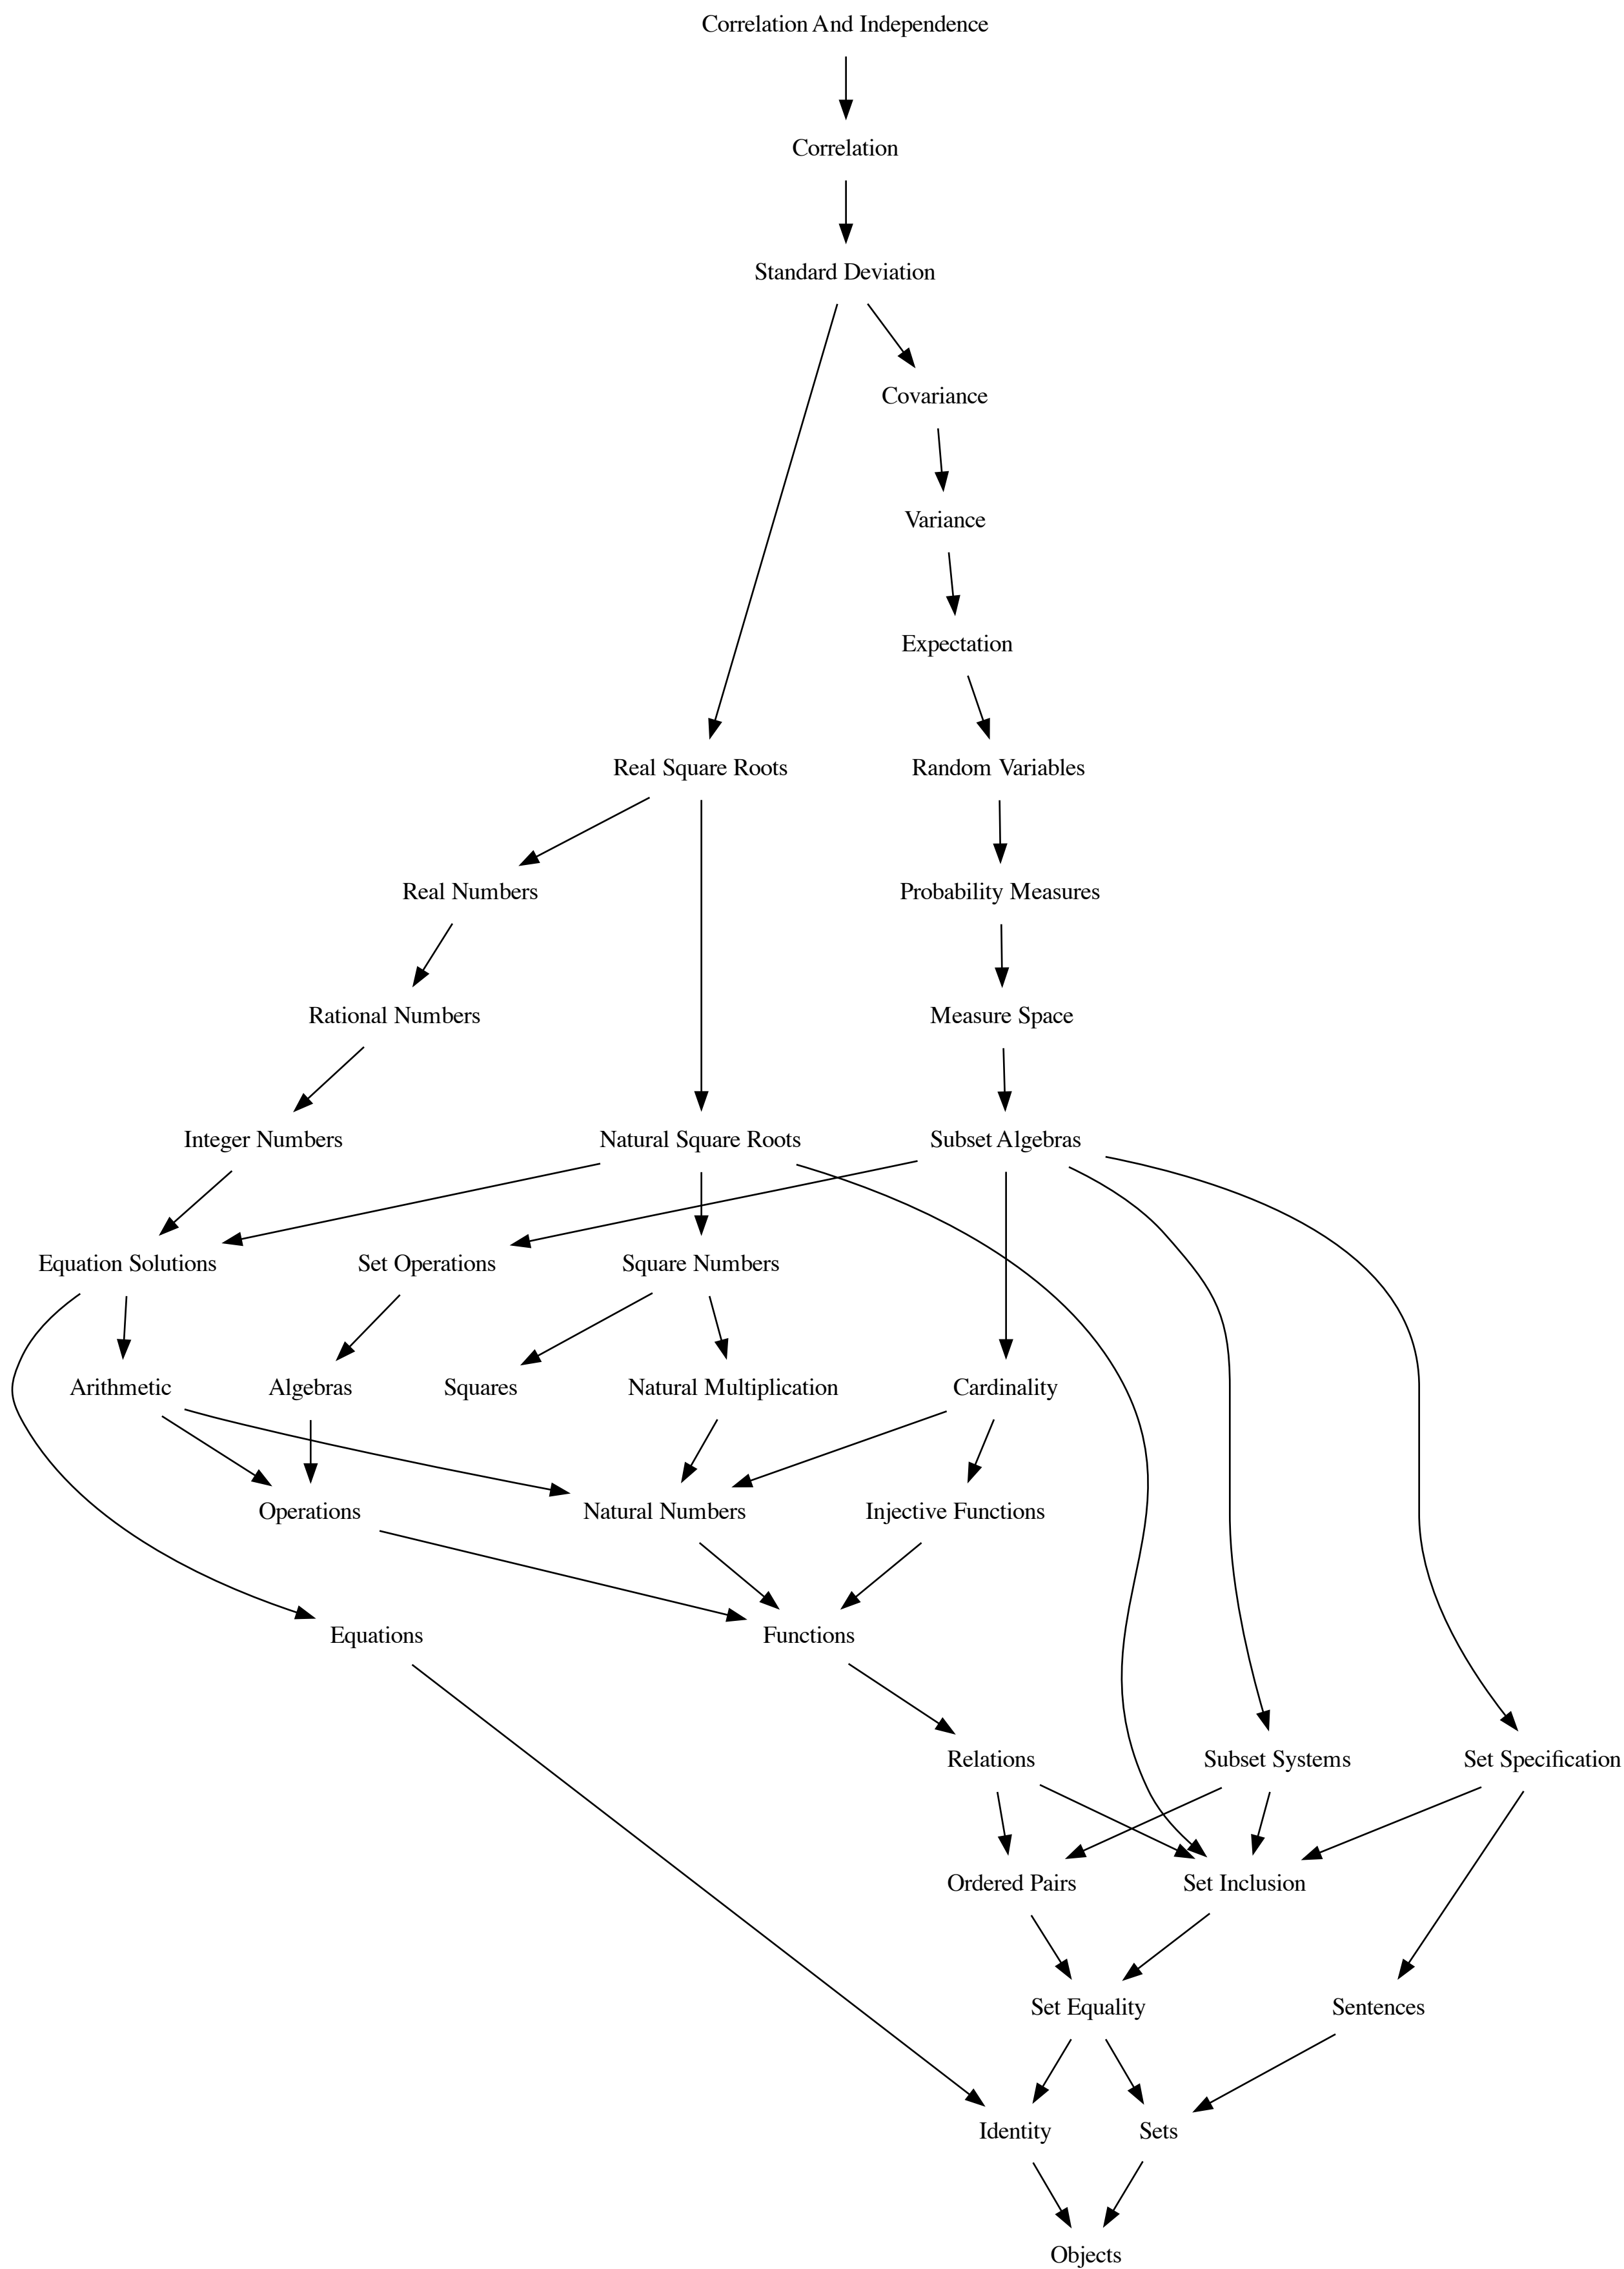 Correlation And Independence
Correlation
Standard Deviation
Covariance
Variance
Expectation
Real Square Roots
Random Variables
Real Numbers
Probability Measures
Rational Numbers
Measure Space
Integer Numbers
Natural Square Roots
Subset Algebras
Equation Solutions
Set Operations
Square Numbers
Arithmetic
Algebras
Squares
Natural Multiplication
Cardinality
Operations
Natural Numbers
Injective Functions
Equations
Functions
Relations
Subset Systems
Set Specification
Ordered Pairs
Set Inclusion
Set Equality
Sentences
Identity
Sets
Objects